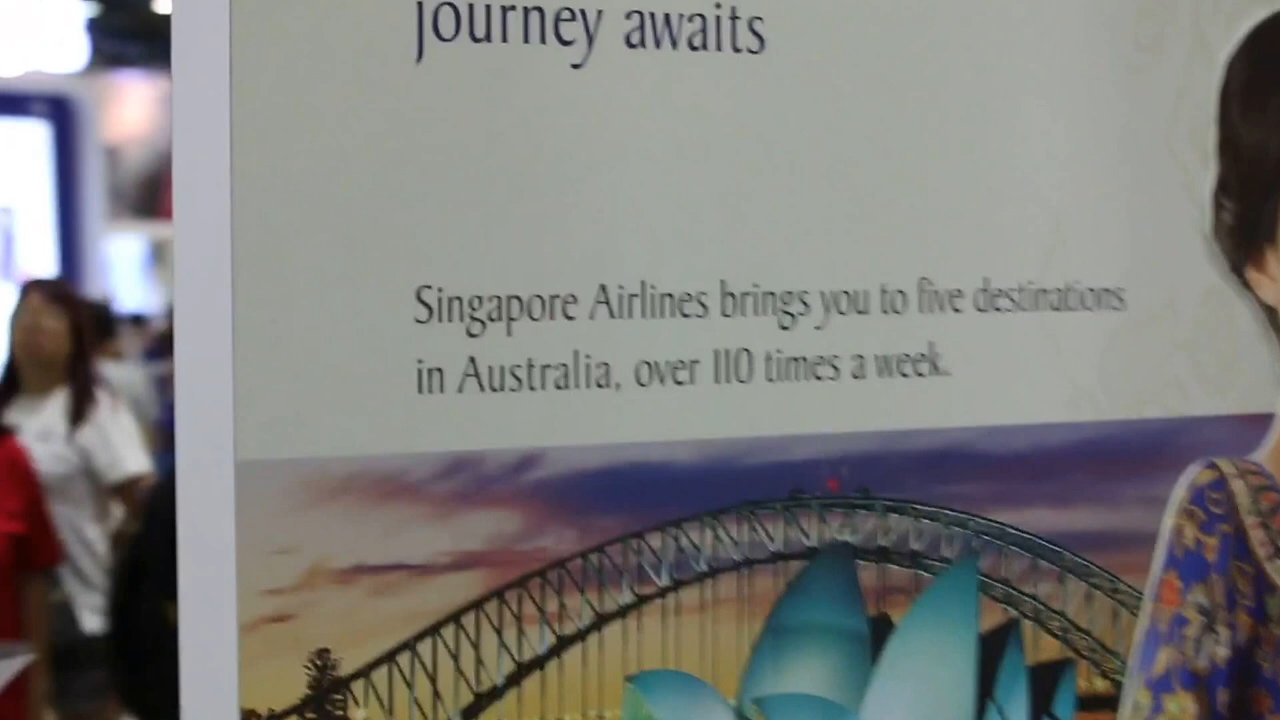 journey awaits
Singapore Airlines brings you to five destinations
in Australia, over 110 times a week.